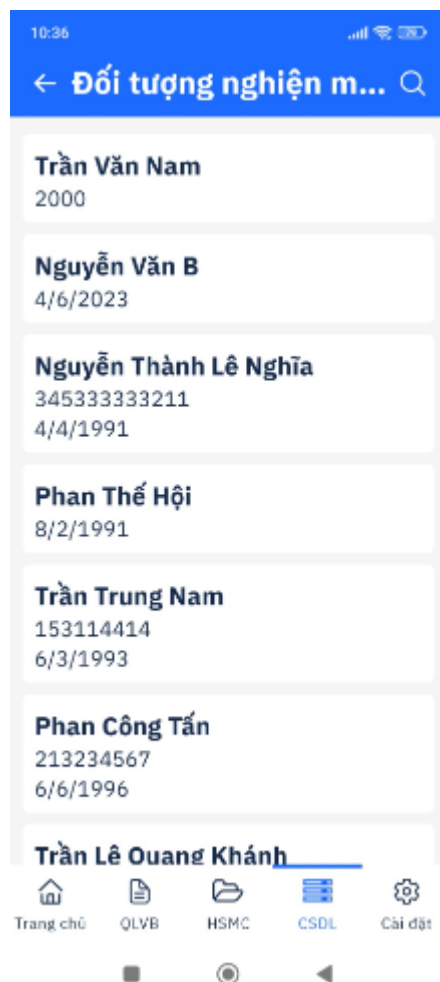 10:36
Đối tượng nghiện m...
Trần Văn Nam
2000
Nguyễn Văn B
4/6/2023
Nguyễn Thành Lê Nghĩa
345333333211
4/4/1991
Phan Thế Hội
8/2/1991
Trần Trung Nam
153114414
6/3/1993
Phan Công Tấn
213234567
6/6/1996
Trần Lê Quang Khánh
Trang chủ QLVB HSMC CSDL Cài đặt